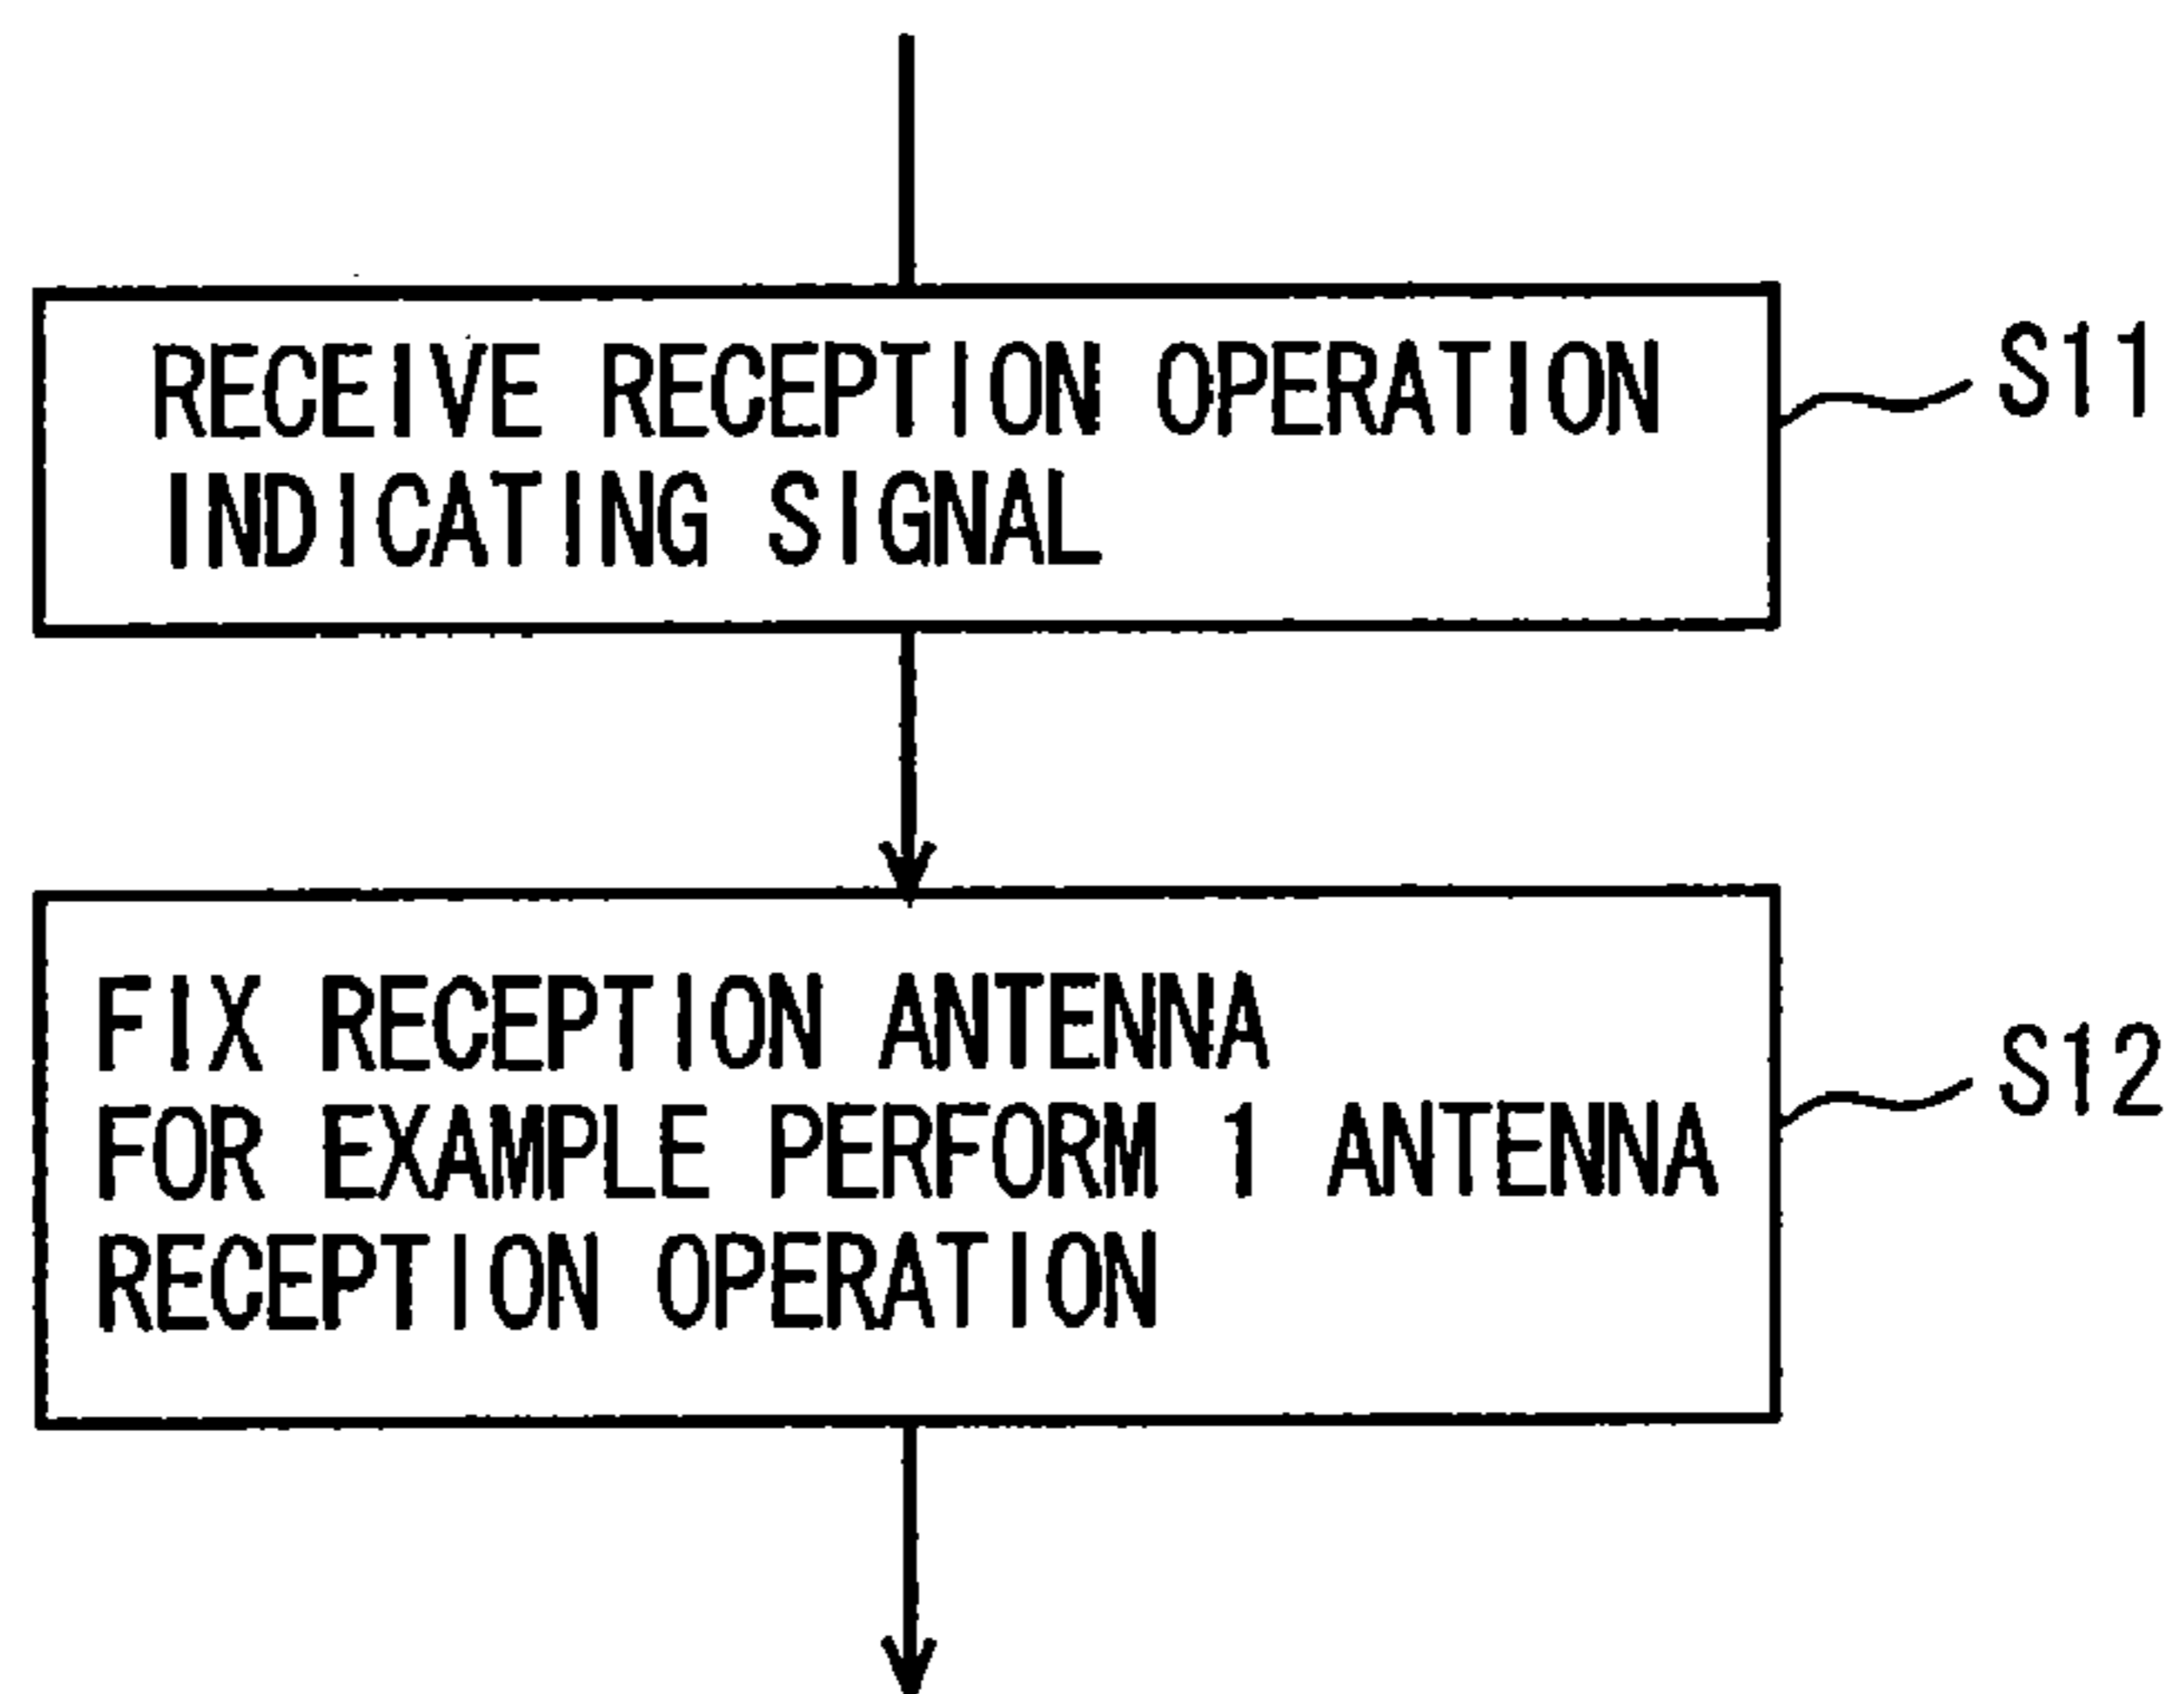 RECEIVE RECEPTION OPERATION
INDICATING SIGNAL
S11
FIX RECEPTION ANTENNA
FOR EXAMPLE PERFORM 1 ANTENNA
RECEPTION OPERATION
S12